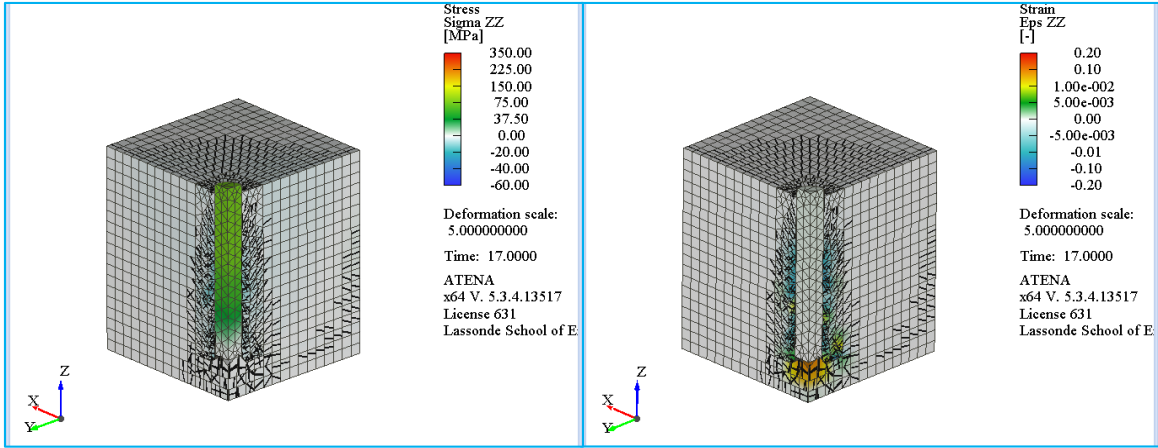 Stress
Sigma ZZ
[MPa]
350.00
225.00
150.00
75.00
37.50
0.00
-20.00
-40.00
-60.00
Deformation scale:
5.000000000
Time: 17.0000
ATENA
x64 V. 5.3.4.13517
License 631
Lassonde School of E
X
Y
Z
Strain
Eps ZZ
[-]
0.20
0.10
1.00e-002
5.00e-003
0.00
-5.00e-003
-0.01
-0.10
-0.20
Deformation scale:
5.000000000
Time: 17.0000
ATENA
x64 V. 5.3.4.13517
License 631
Lassonde School of E
X
Y
Z